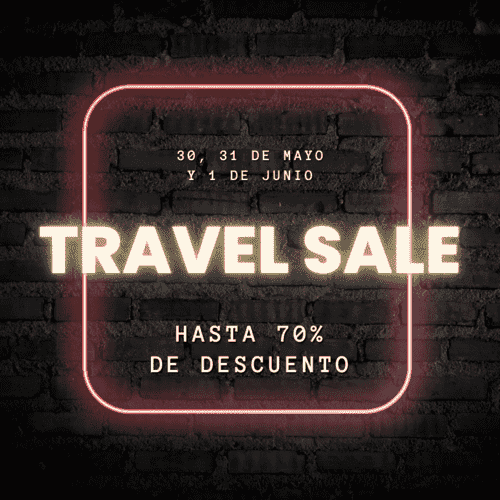 30, 31 DE MAYO
Y 1 DE JUNIO
TRAVEL SALE
HASTA 70%
DE DESCUENTO